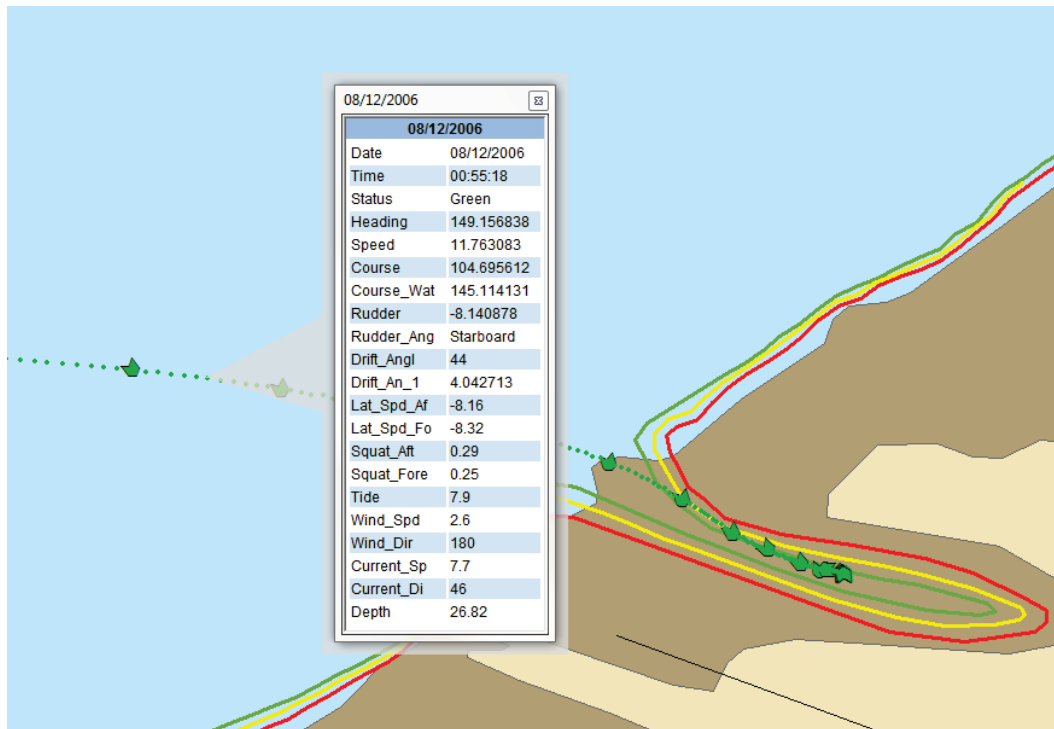 08/12/2006
08/12/2006
Date 08/12/2006
Time 00:55:18
Status Green
Heading 149.156838
Speed 11.763083
Course 104.695612
Course_Wat 145.114131
Rudder -8.140878
Rudder_Ang Starboard
Drift_Angl 44
Drift_An_1 4.042713
Lat_Spd_Af -8.16
Lat_Spd_Fo -8.32
Squat_Aft 0.29
Squat_Fore 0.25
Tide 7.9
Wind_Spd 2.6
Wind_Dir 180
Current_Sp 7.7
Current_Di 46
Depth 26.82